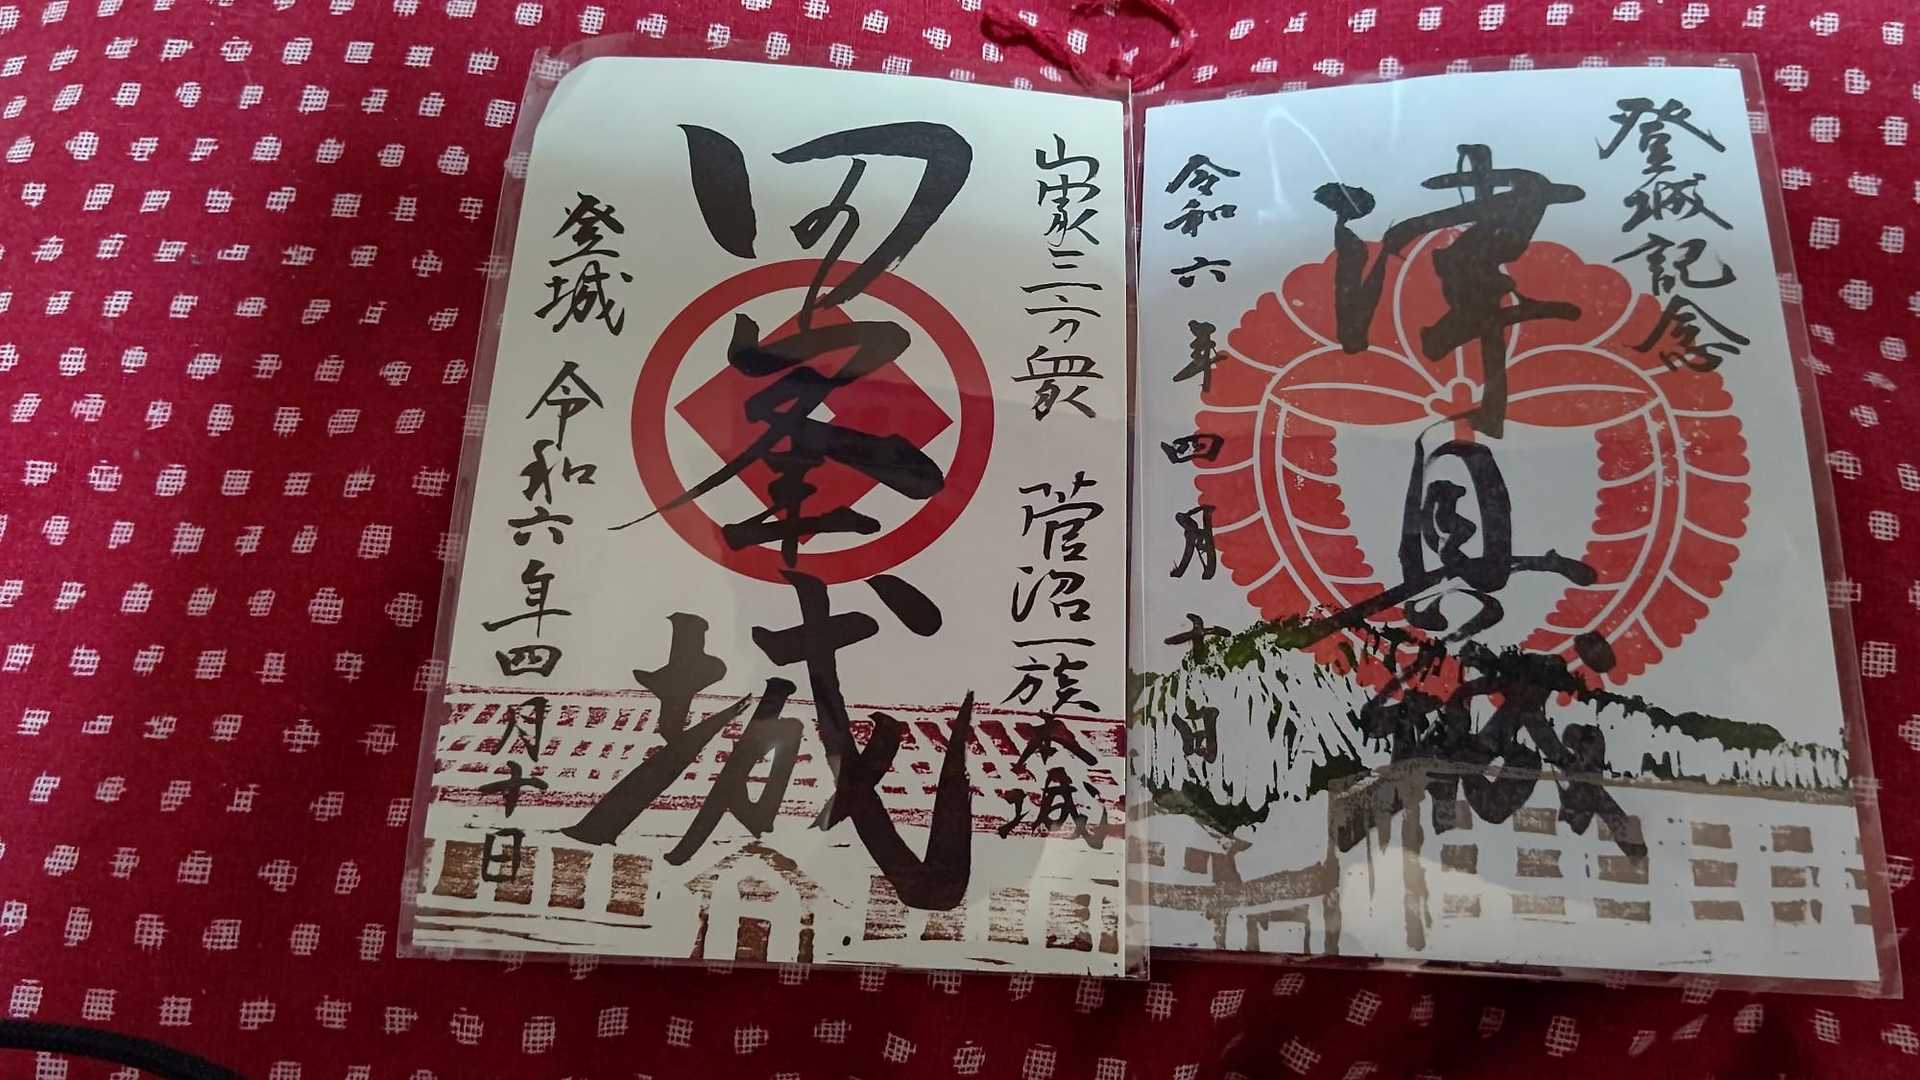 登城記念
津具城
令和六年四月十日
山家三方衆 菅沼一族本城
田峯城
登城 令和六年四月十日